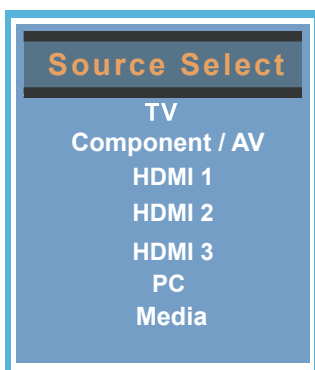 Source Select
TV
Component / AV
HDMI 1
HDMI 2
HDMI 3
PC
Media